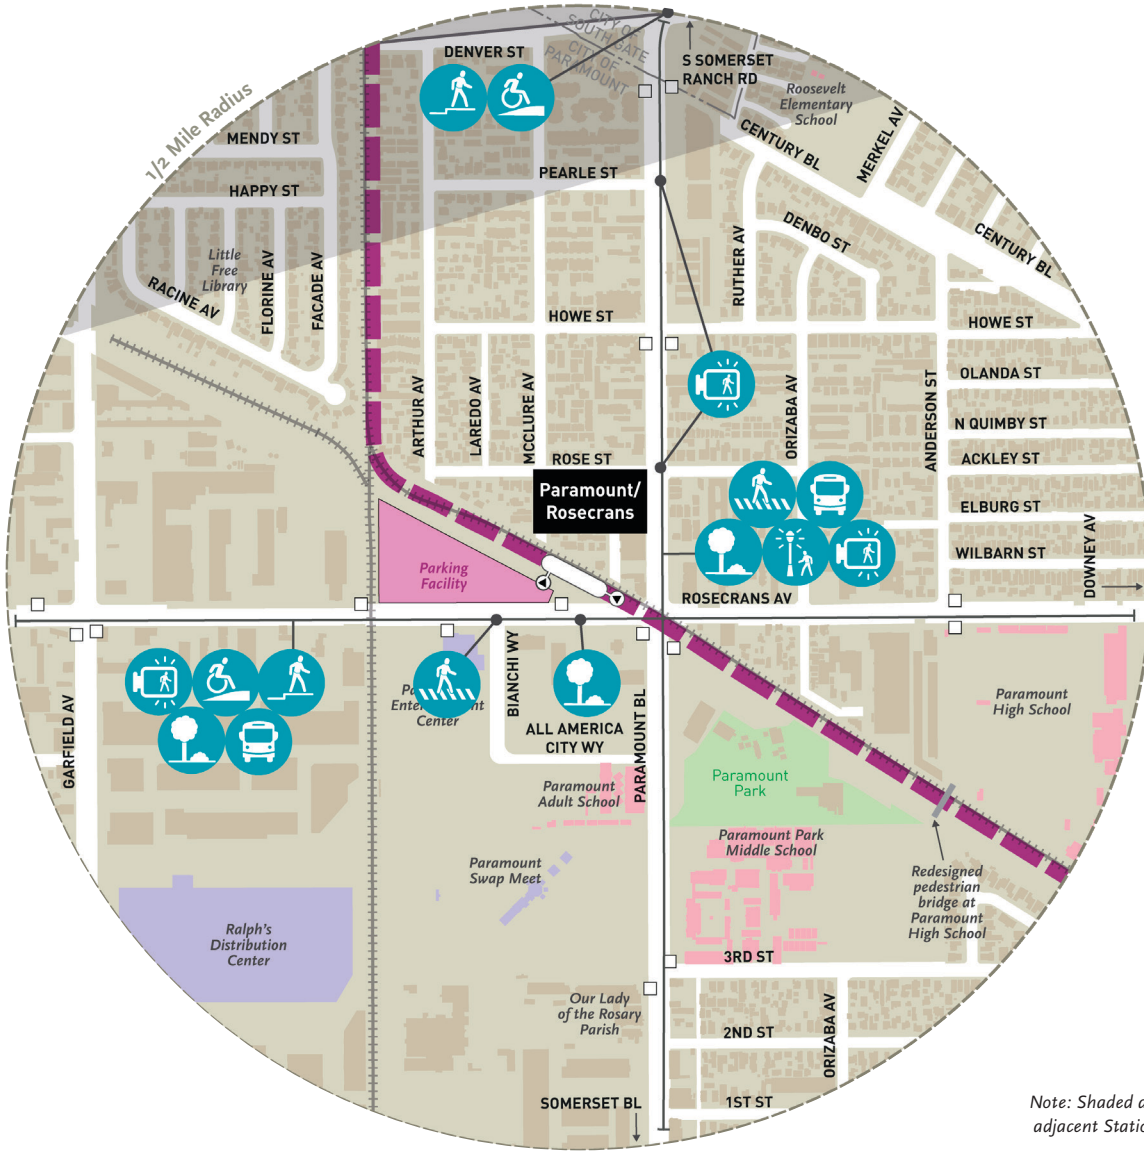 CITY OF
SOUTH GATE
CITY OF
PARAMOUNT
1/2 Mile Radius
DENVER ST
S SOMERSET
RANCH RD
Roosevelt
Elementary
School
MENDY ST
CENTURY BL
MERKEL AV
HAPPY ST
PEARLE ST
DENBO ST
CENTURY BL
Little
Free
Library
RACINE AV
FLORINE AV
FACADE AV
RUTHER AV
HOWE ST
HOWE ST
OLANDA ST
ARTHUR AV
LAREDO AV
MCCLURE AV
ORIZABA AV
ANDERSON ST
N QUIMBY ST
ROSE ST
ACKLEY ST
Paramount/
Rosecrans
ELBURG ST
WILBARN ST
DOWNEY AV
Parking
Facility
ROSECRANS AV
GARFIELD AV
Center
BIANCHI WY
ALL AMERICA
CITY WY
PARAMOUNT BL
Paramount
High School
Paramount
Park
Paramount
Adult School
Paramount Park
Middle School
Paramount
Swap Meet
Redesigned
pedestrian
bridge at
Paramount
High School
Ralph's
Distribution
Center
3RD ST
Our Lady
of the Rosary
Parish
2ND ST
ORIZABA AV
SOMERSET BL
1ST ST
Note: Shaded
adjacent